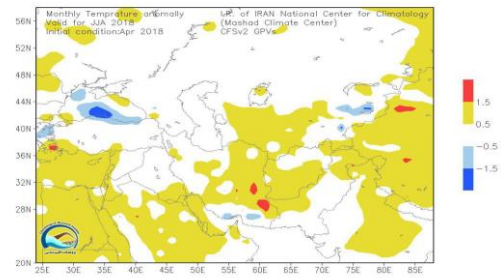 Monthly Temprature anomaly
I.R. of IRAN National Center for Climatology
Valid for JJA 2018
(Mashad Climate Center)
Initial condition:Apr 2018
CFSv2 GPVs
56N
52N
48N
44N
40N
36N
32N
28N
20N
25E
30E
35E
40E
45E
50E
55E
60E
65E
70E
75E
80E
85E
1.5
0.5
-0.5
-1.5